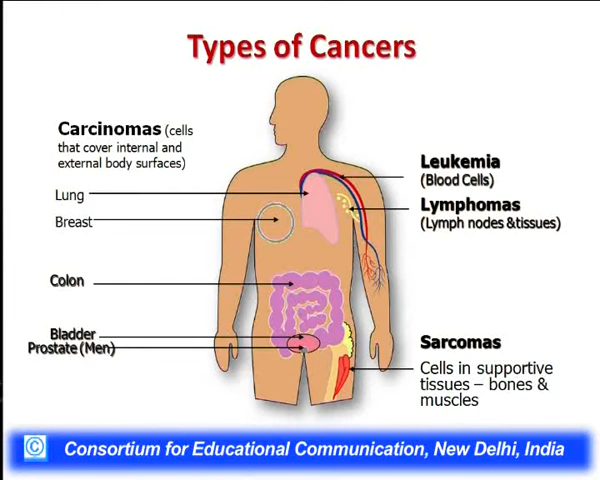 Types of Cancers
Carcinomas (cells
that cover internal and
external body surfaces)
Lung
Breast
Colon
Bladder
Prostate (Men)
Leukemia
(Blood Cells)
Lymphomas
(Lymph nodes &tissues)
Sarcomas
Cells in supportive
tissues – bones &
muscles
© Consortium for Educational Communication, New Delhi, India